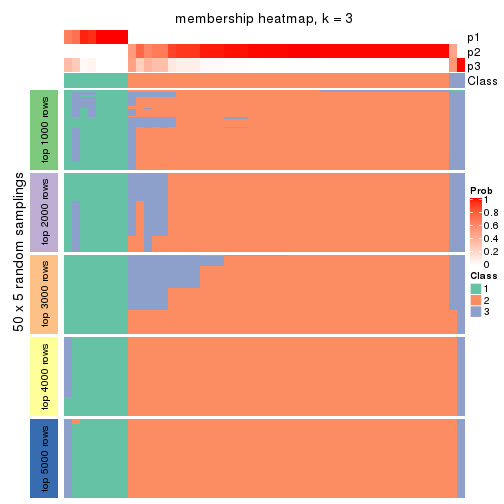 membership heatmap, k = 3
p1
p2
p3
Class
50 x 5 random samplings
top 1000 rows
top 2000 rows
top 3000 rows
top 4000 rows
top 5000 rows
Prob
1
0.8
0.6
0.4
0.2
0
Class
1
2
3